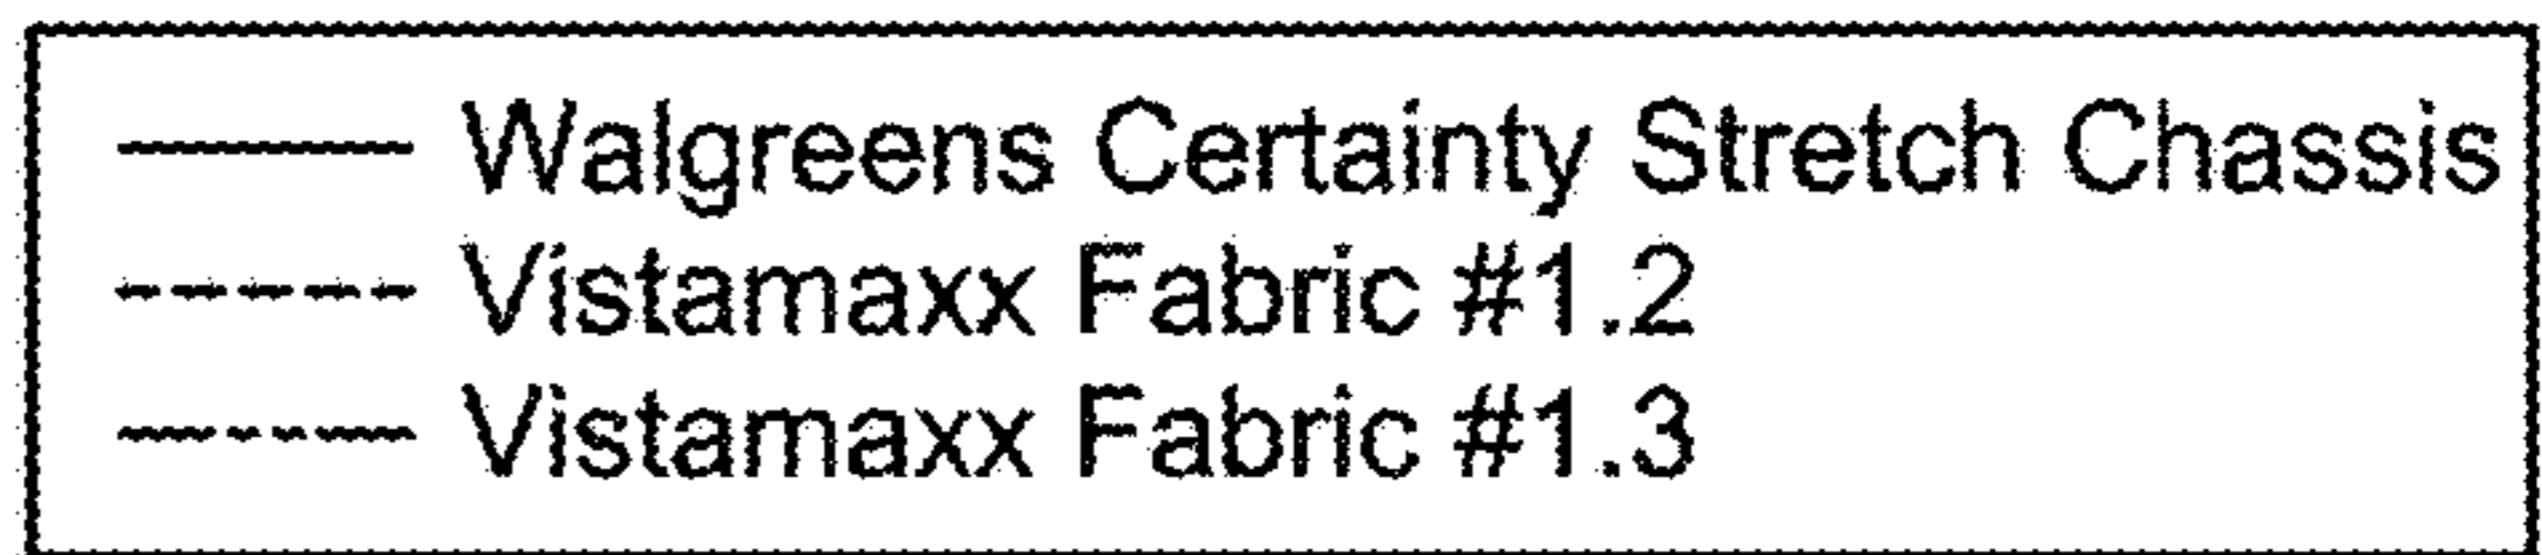 Walgreens Certainty Stretch Chassis
Vistamaxx Fabric #1.2
Vistamaxx Fabric #1.3